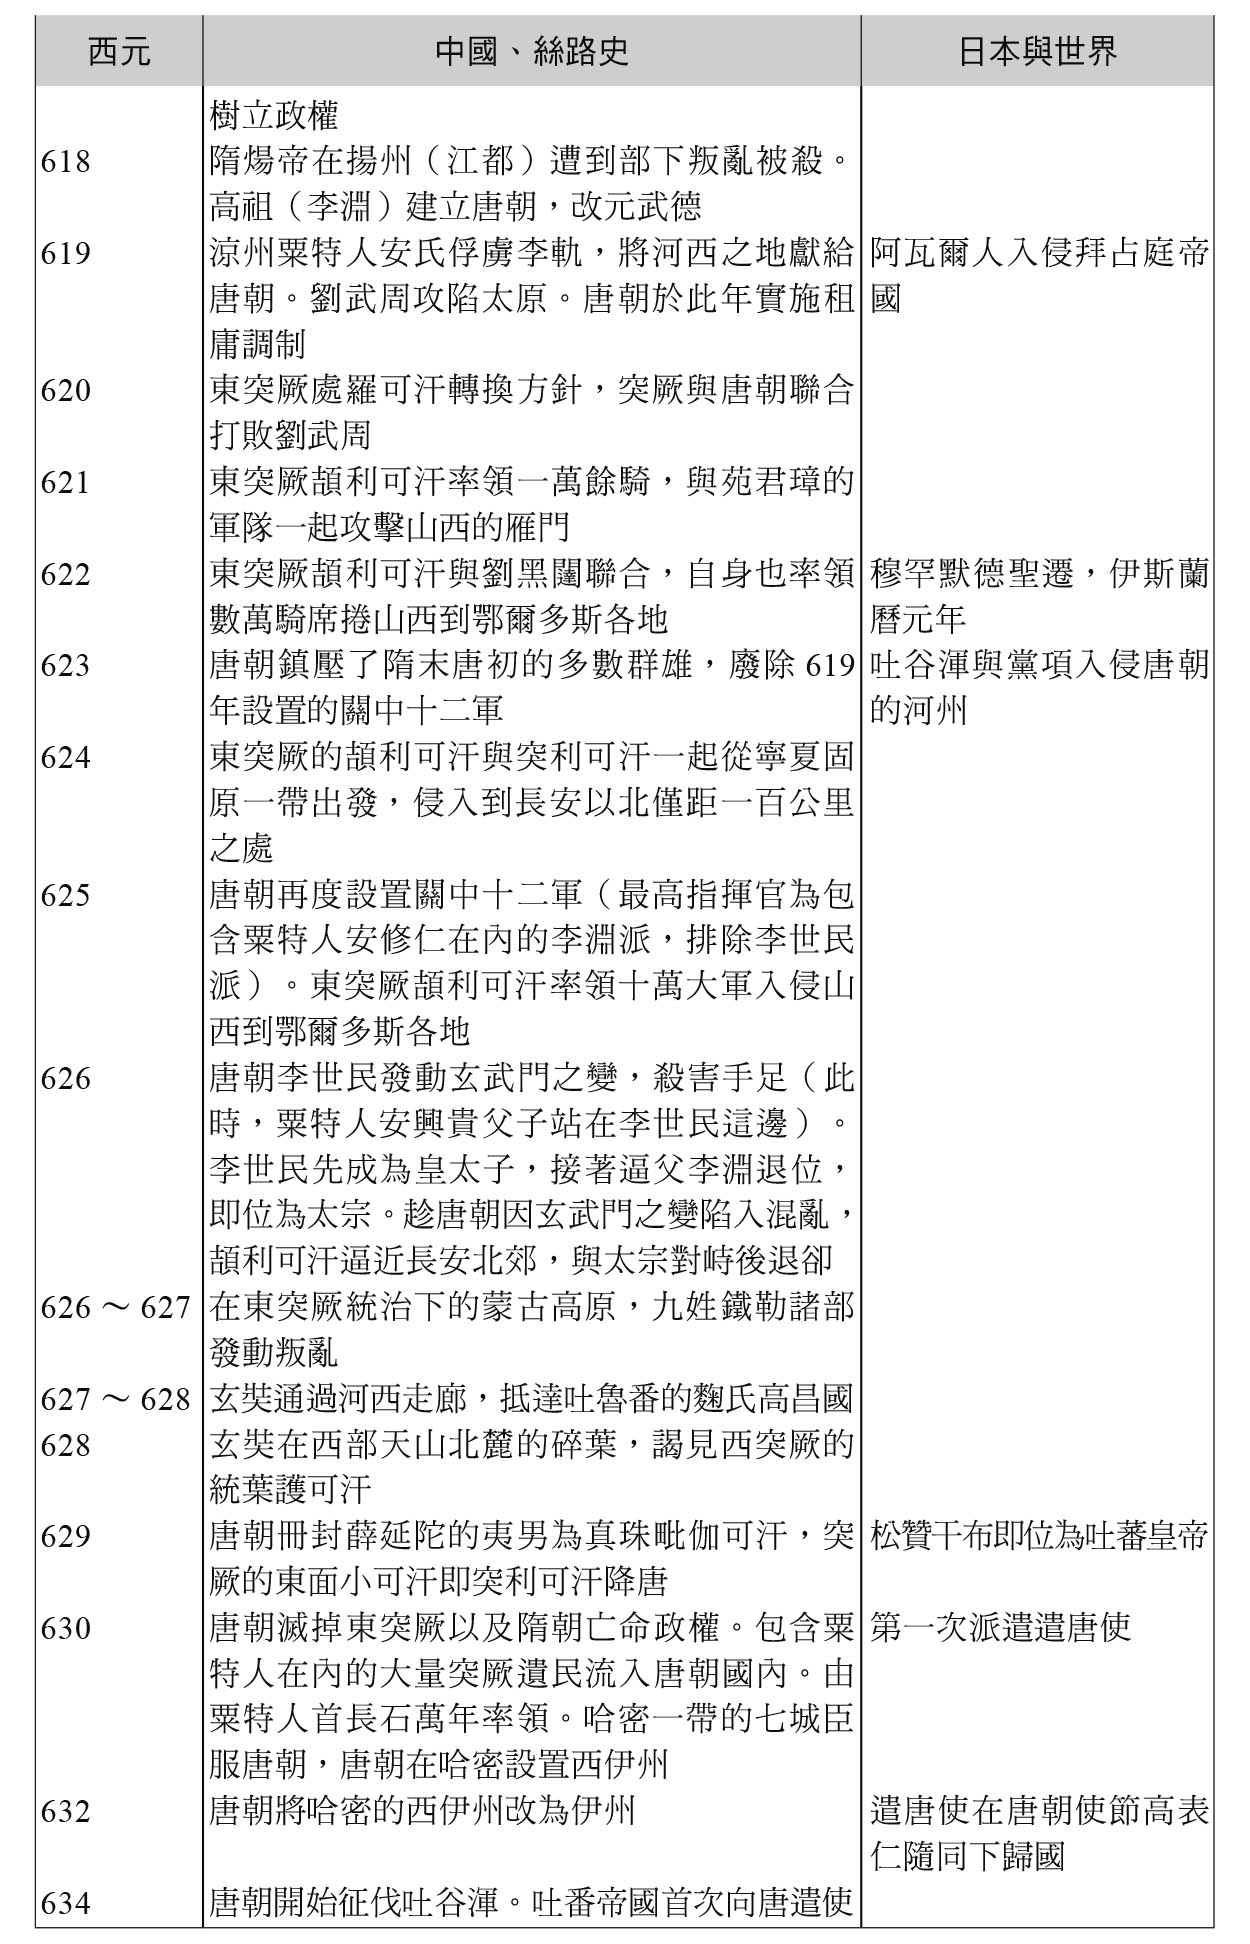 西元 中國、絲路史 日本與世界
樹立政權
618 隋煬帝在揚州（江都）遭到部下叛亂被殺。
高祖（李淵）建立唐朝，改元武德
619 涼州粟特人安氏俘虜李軌，將河西之地獻給 阿瓦爾人入侵拜占庭帝
唐朝。劉武周攻陷太原。唐朝於此年實施租 國
庸調制
620 東突厥處羅可汗轉換方針，突厥與唐朝聯合
打敗劉武周
621 東突厥頡利可汗率領一萬餘騎，與苑君璋的
軍隊一起攻擊山西的雁門
622 東突厥頡利可汗與劉黑闥聯合，自身也率領 穆罕默德聖遷，伊斯蘭
數萬騎席捲山西到鄂爾多斯各地 曆元年
623 唐朝鎮壓了隋末唐初的多數群雄，廢除 619 吐谷渾與黨項入侵唐朝
年設置的關中十二軍 的河州
624 東突厥的頡利可汗與突利可汗一起從寧夏固
原一帶出發，侵入到長安以北僅距一百公里
之處
625 唐朝再度設置關中十二軍（最高指揮官為包
含粟特人安修仁在內的李淵派，排除李世民
派）。東突厥頡利可汗率領十萬大軍入侵山
西到鄂爾多斯各地
626 唐朝李世民發動玄武門之變，殺害手足（此
時，粟特人安興貴父子站在李世民這邊）。
李世民先成為皇太子，接著逼父李淵退位，
即位為太宗。趁唐朝因玄武門之變陷入混亂，
頡利可汗逼近長安北郊，與太宗對峙後退卻
626～627 在東突厥統治下的蒙古高原，九姓鐵勒諸部
發動叛亂
627～628 玄奘通過河西走廊，抵達吐魯番的麴氏高昌國
628 玄奘在西部天山北麓的碎葉，謁見西突厥的
統葉護可汗
629 唐朝冊封薛延陀的夷男為真珠毗伽可汗，突 松贊干布即位為吐蕃皇帝
厥的東面小可汗即突利可汗降唐
630 唐朝滅掉東突厥以及隋朝亡命政權。包含粟 第一次派遣遣唐使
特人在內的大量突厥遺民流入唐朝國內。由
粟特人首長石萬年率領。哈密一帶的七城臣
服唐朝，唐朝在哈密設置西伊州
632 唐朝將哈密的西伊州改為伊州 遣唐使在唐朝使節高表
仁隨同下歸國
634 唐朝開始征伐吐谷渾。吐番帝國首次向唐遣使